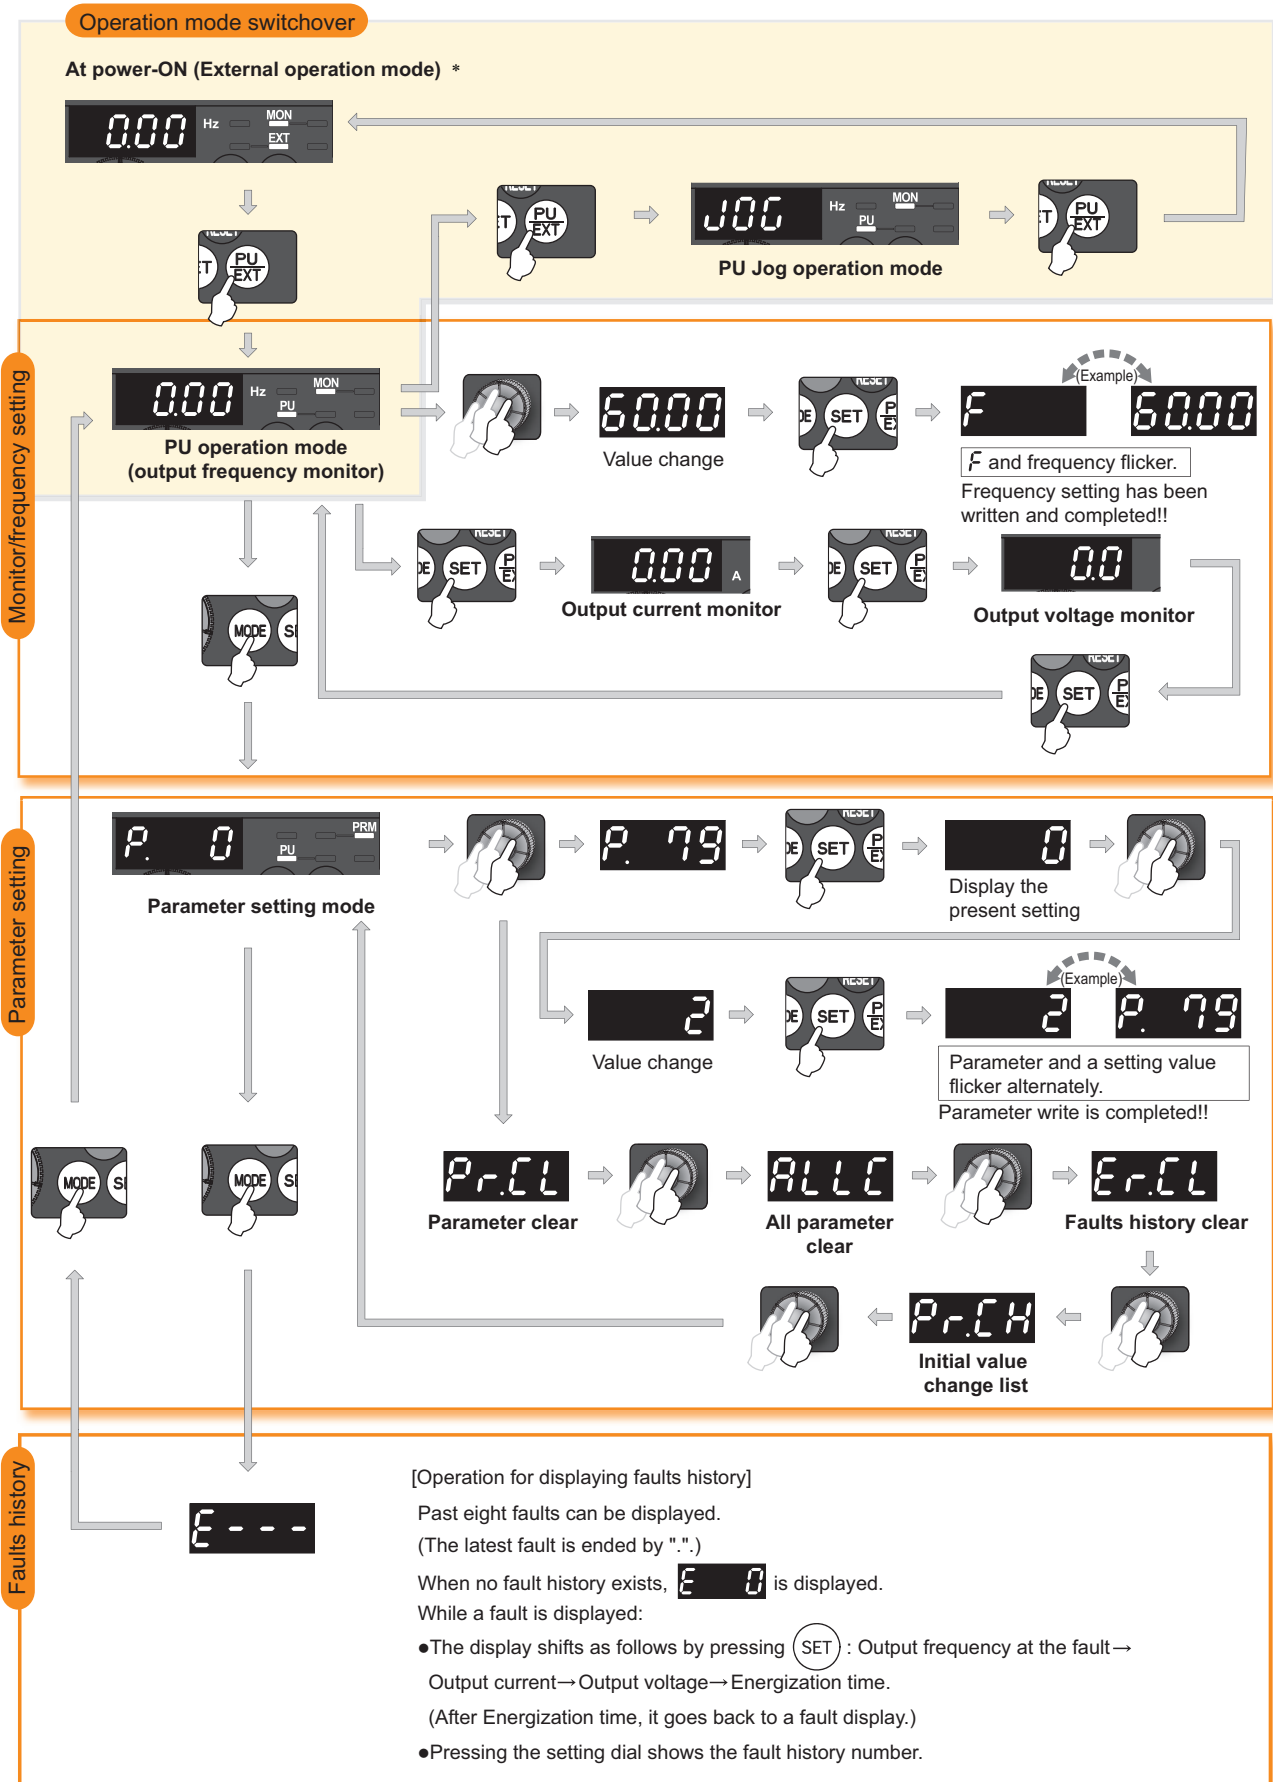 Operation mode switchover
At power-ON (External operation mode) *
0.00 Hz MON EXT
PU EXT
PU EXT
JOG Hz MON PU
PU EXT
PU Jog operation mode
Monitor/frequency setting
0.00 Hz MON PU
PU operation mode
(output frequency monitor)
60.00
Value change
RESET
SET
(Example)
F 60.00
F and frequency flicker.
Frequency setting has been
written and completed!!
RESET
SET
0.00 A
Output current monitor
RESET
SET
0.0
Output voltage monitor
MODE
RESET
SET
Parameter setting
P. 0 PRM PU
Parameter setting mode
P. 79
RESET
SET
0
Display the
present setting
2
Value change
RESET
SET
(Example)
2 P. 79
Parameter and a setting value
flicker alternately.
Parameter write is completed!!
MODE
MODE
Pr.CL
Parameter clear
ALLC
All parameter
clear
Er.CL
Faults history clear
Pr.CH
Initial value
change list
Faults history
E---
[Operation for displaying faults history]
Past eight faults can be displayed.
(The latest fault is ended by ".".)
When no fault history exists, E 0 is displayed.
While a fault is displayed:
●The display shifts as follows by pressing SET : Output frequency at the fault→
Output current→Output voltage→Energization time.
(After Energization time, it goes back to a fault display.)
●Pressing the setting dial shows the fault history number.